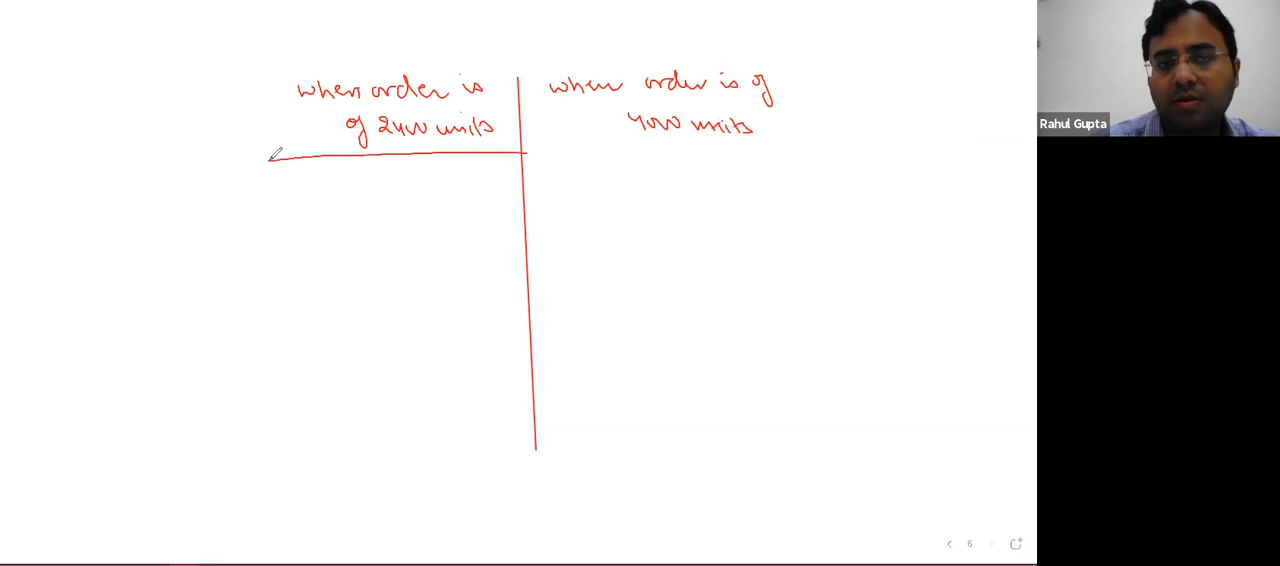 when order is
of 2400 units
when order is of
4000 units
Rahul Gupta
6